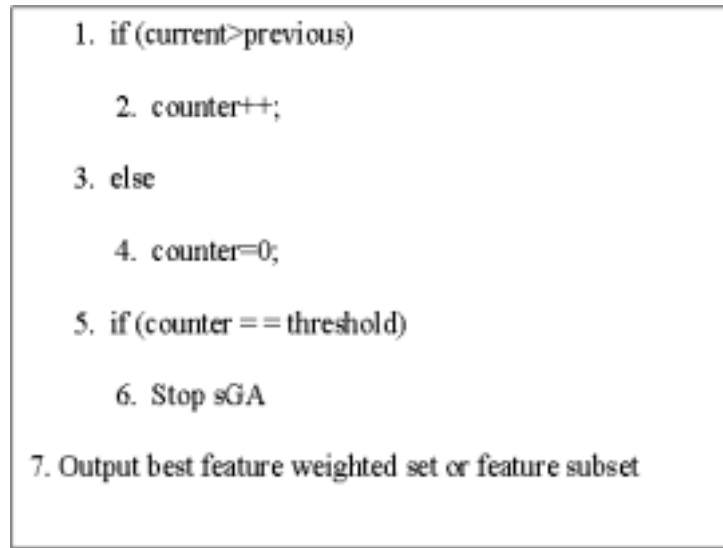 1. if (current>previous)
2. counter++;
3. else
4. counter=0;
5. if (counter = = threshold)
6. Stop sGA
7. Output best feature weighted set or feature subset